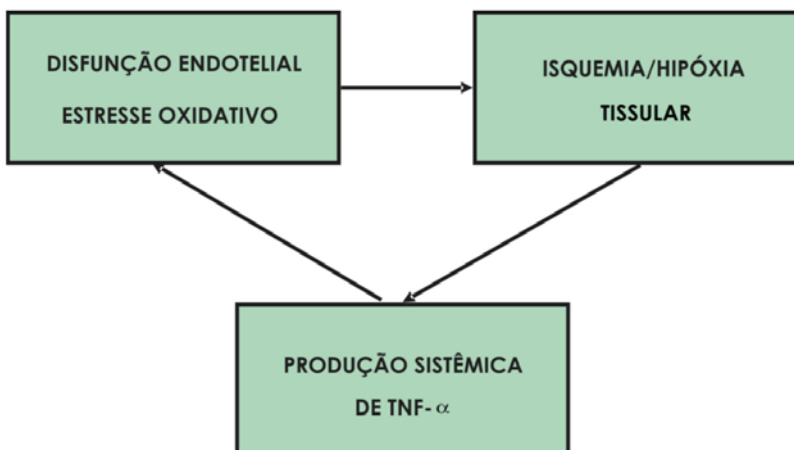 DISFUNÇÃO ENDOTELIAL
ESTRESSE OXIDATIVO
ISQUEMIA/HIPÓXIA
TISSULAR
PRODUÇÃO SISTÊMICA
DE TNF- α